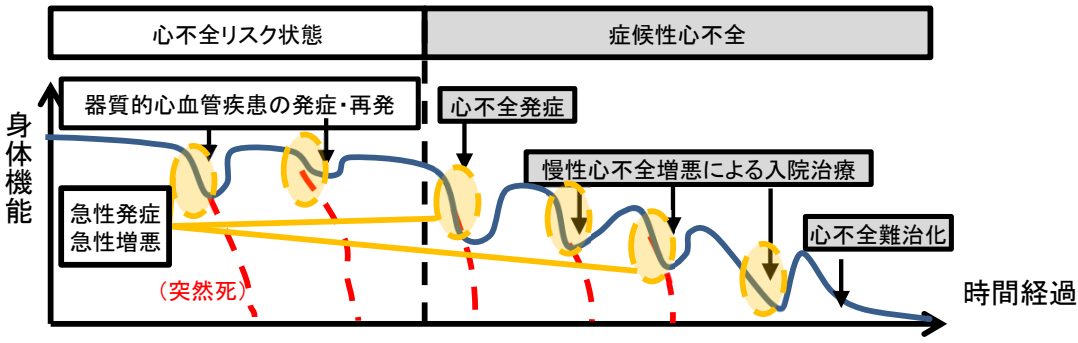 心不全リスク状態
症候性心不全
器質的心血管疾患の発症・再発
心不全発症
身体機能
慢性心不全増悪による入院治療
急性発症
急性増悪
心不全難治化
(突然死)
時間経過